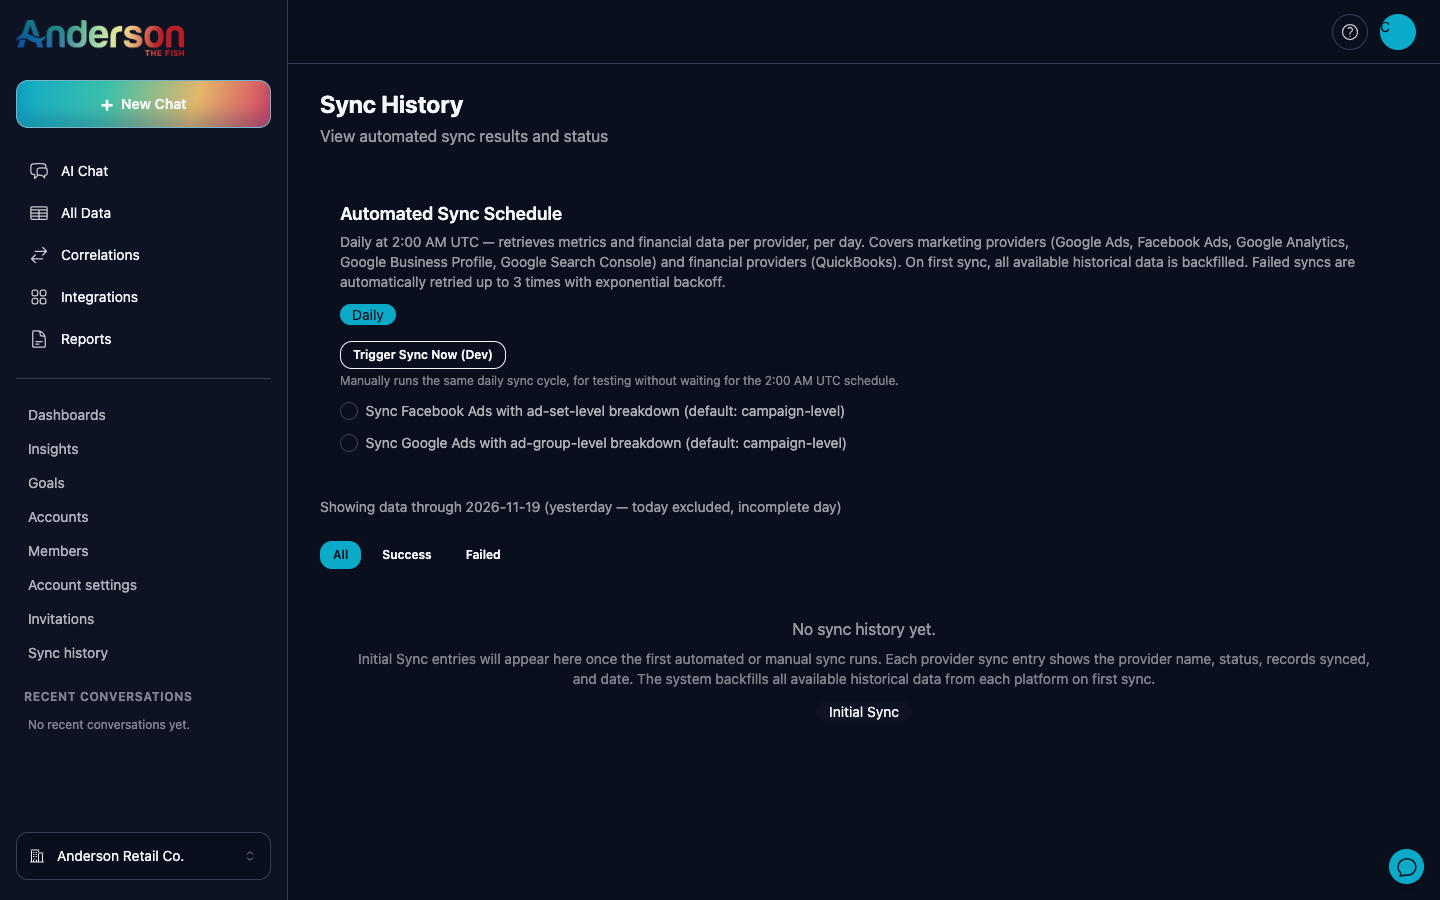 Anderson
THE FISH
New Chat
AI Chat
All Data
Correlations
Integrations
Reports
Dashboards
Insights
Goals
Accounts
Members
Account settings
Invitations
Sync history
RECENT CONVERSATIONS
No recent conversations yet.
Anderson Retail Co.
C
Sync History
View automated sync results and status
Automated Sync Schedule
Daily at 2:00 AM UTC — retrieves metrics and financial data per provider, per day. Covers marketing providers (Google Ads, Facebook Ads, Google Analytics,
Google Business Profile, Google Search Console) and financial providers (QuickBooks). On first sync, all available historical data is backfilled. Failed syncs are
automatically retried up to 3 times with exponential backoff.
Daily
Trigger Sync Now (Dev)
Manually runs the same daily sync cycle, for testing without waiting for the 2:00 AM UTC schedule.
Sync Facebook Ads with ad-set-level breakdown (default: campaign-level)
Sync Google Ads with ad-group-level breakdown (default: campaign-level)
Showing data through 2026-11-19 (yesterday — today excluded, incomplete day)
All Success Failed
No sync history yet.
Initial Sync entries will appear here once the first automated or manual sync runs. Each provider sync entry shows the provider name, status, records synced,
and date. The system backfills all available historical data from each platform on first sync.
Initial Sync